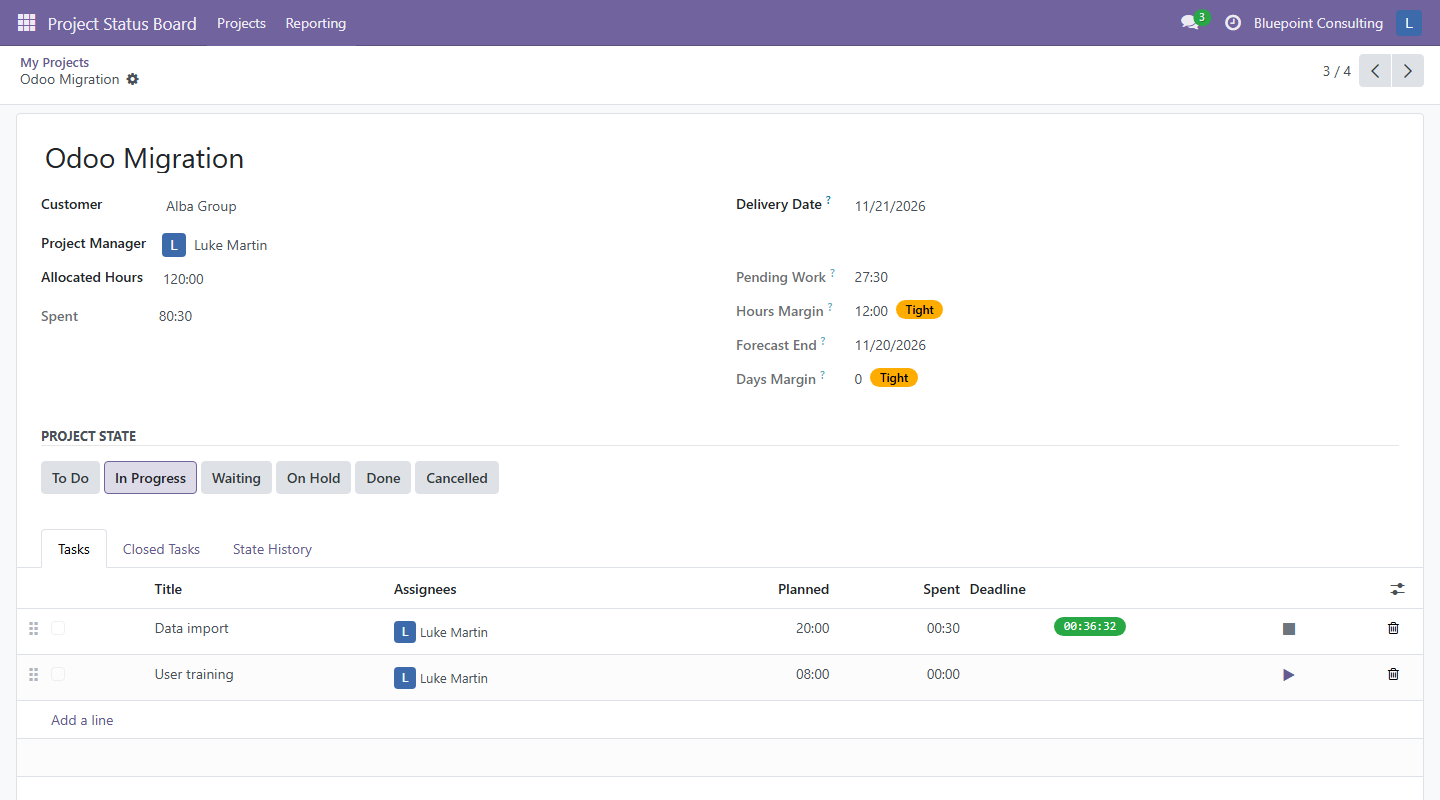 Project Status Board Projects Reporting 3 Bluepoint Consulting L
My Projects
Odoo Migration
3 / 4
Odoo Migration
Customer Alba Group Delivery Date ? 11/21/2026
Project Manager L Luke Martin
Allocated Hours 120:00 Pending Work ? 27:30
Spent 80:30 Hours Margin ? 12:00 Tight
Forecast End ? 11/20/2026
Days Margin ? 0 Tight
PROJECT STATE
To Do In Progress Waiting On Hold Done Cancelled
Tasks Closed Tasks State History
Title Assignees Planned Spent Deadline
Data import L Luke Martin 20:00 00:30 00:36:32
User training L Luke Martin 08:00 00:00
Add a line